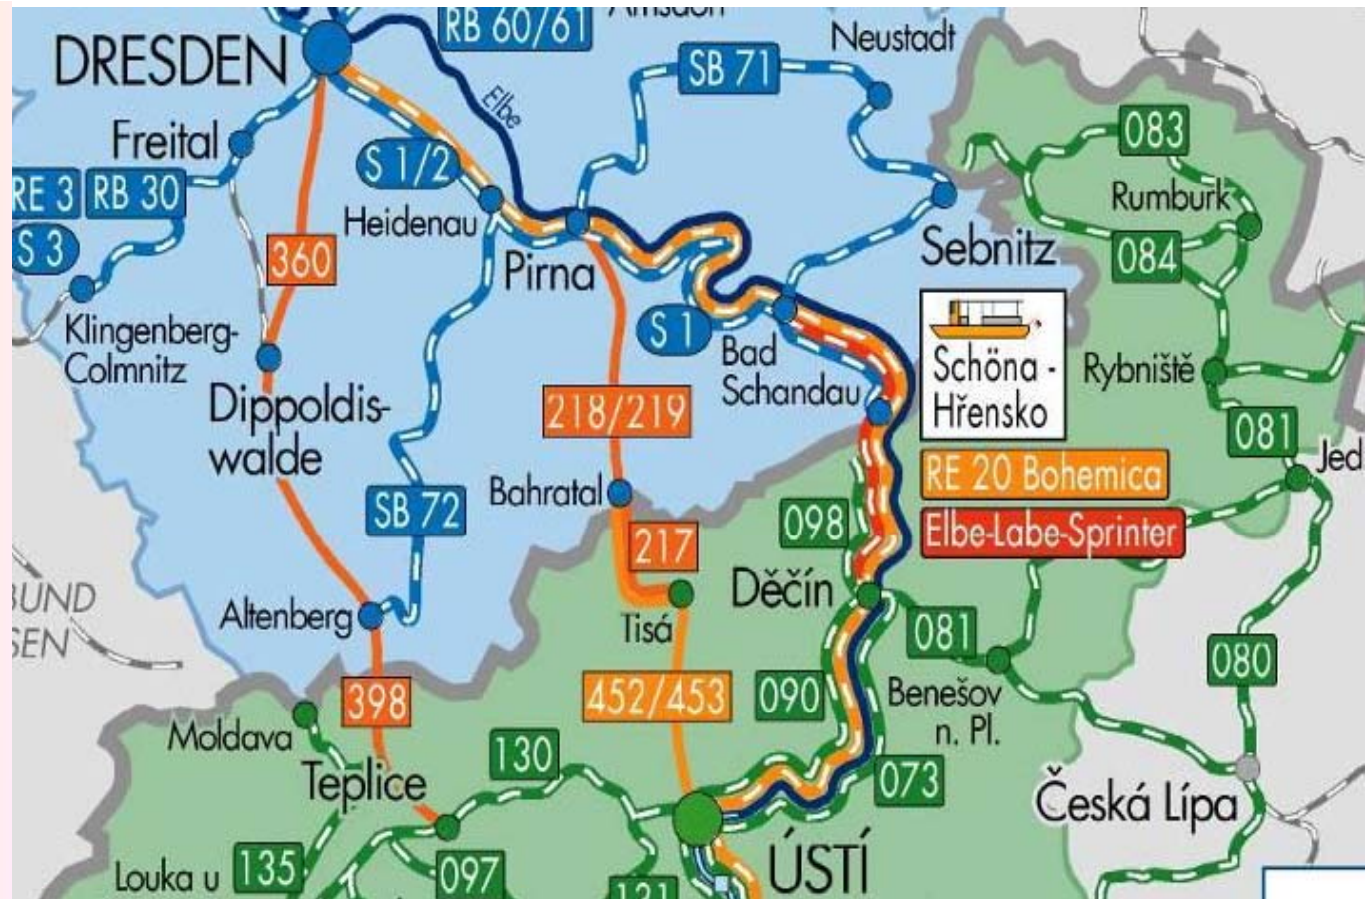 RB 60/61
Neustadt
DRESDEN
SB 71
Elbe
Freital
083
S 1/2
RE 3
RB 30
Rumburk
Heidenau
S 3
360
Pirna
Sebnitz
084
Klingenberg-
Colmnitz
S 1
Bad
Schandau
Schöna -
Hřensko
Rybniště
Dippoldis-
walde
218/219
081
Jed
RE 20 Bohemica
Bahratal
SB 72
098
217
Elbe-Labe-Sprinter
Děčín
BUND
SEN
Altenberg
Tisá
081
080
398
452/453
090
Benešov
n. Pl.
Moldava
130
Teplice
073
Česká Lípa
ÚSTÍ
Louka u
135
097
131